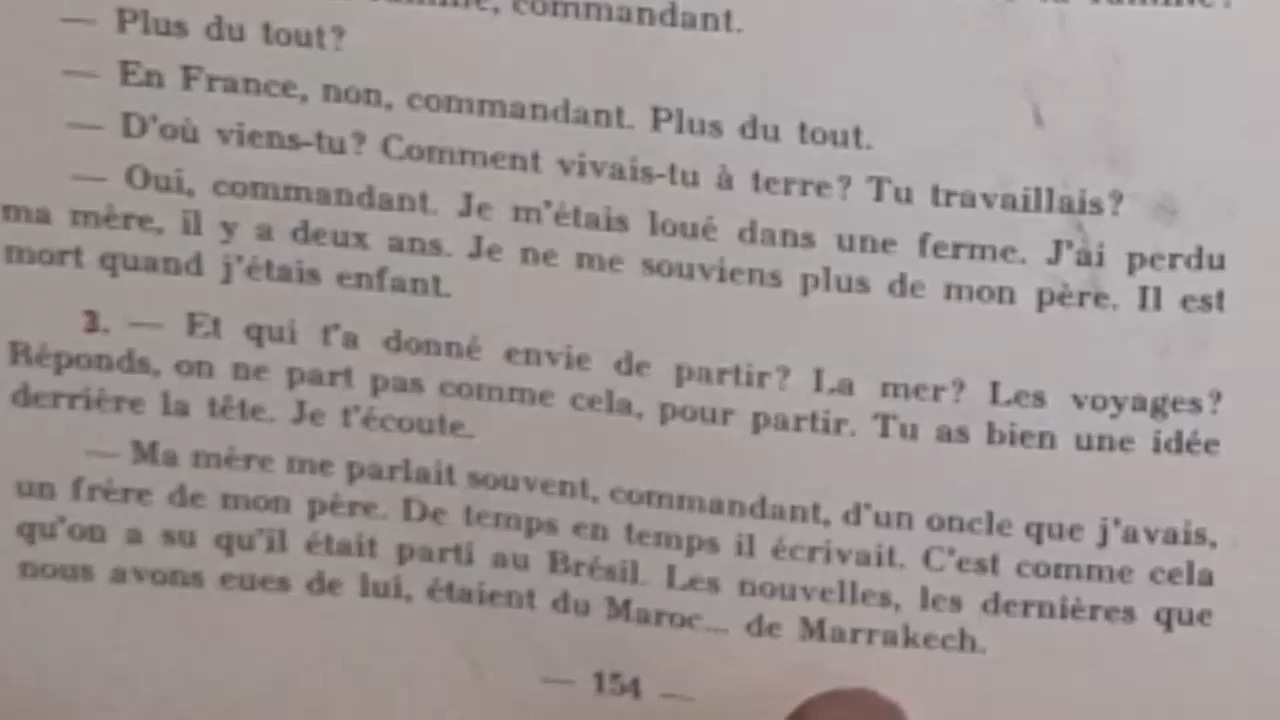 commandant.
— Plus du tout?
— En France, non, commandant. Plus du tout.
— D'où viens-tu? Comment vivais-tu à terre? Tu travaillais?
— Oui, commandant. Je m'étais loué dans une ferme. J'ai perdu
ma mère, il y a deux ans. Je ne me souviens plus de mon père. Il est
mort quand j'étais enfant.
3. — Et qui t'a donné envie de partir? La mer? Les voyages?
Réponds, on ne part pas comme cela, pour partir. Tu as bien une idée
derrière la tête. Je t'écoute.
— Ma mère me parlait souvent, commandant, d'un oncle que j'avais,
un frère de mon père. De temps en temps il écrivait. C'est comme cela
qu'on a su qu'il était parti au Brésil. Les nouvelles, les dernières que
nous avons eues de lui, étaient du Maroc... de Marrakech.
— 154 —